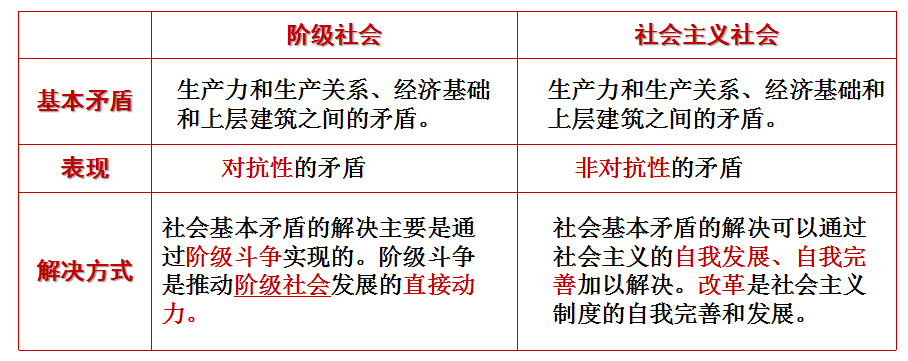 阶级社会
社会主义社会
基本矛盾
生产力和生产关系、经济基础
和上层建筑之间的矛盾。
生产力和生产关系、经济基础和
上层建筑之间的矛盾。
表现
对抗性的矛盾
非对抗性的矛盾
解决方式
社会基本矛盾的解决主要是通
过阶级斗争实现的。阶级斗争
是推动阶级社会发展的直接动
力。
社会基本矛盾的解决可以通过
社会主义的自我发展、自我完
善加以解决。改革是社会主义
制度的自我完善和发展。